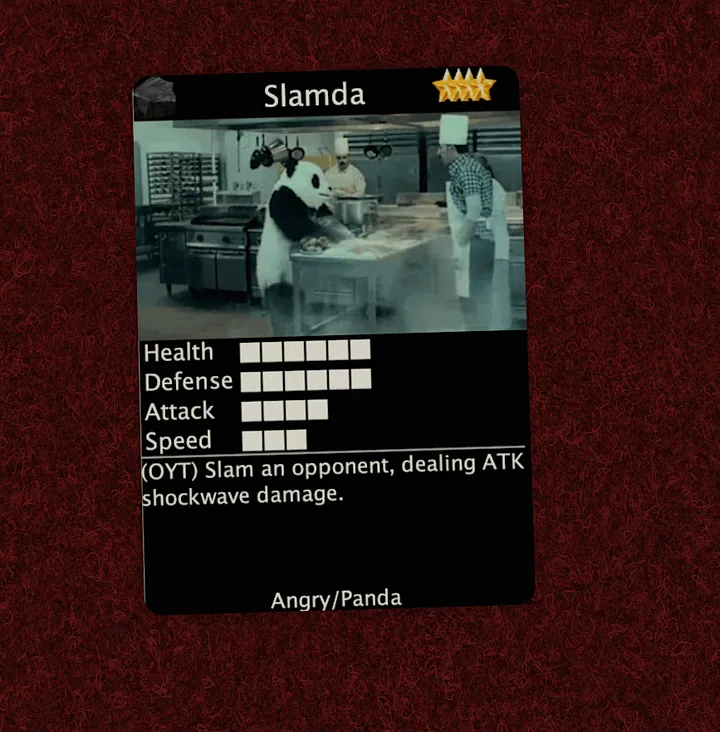 Slamda
Health
Defense
Attack
Speed
(OYT) Slam an opponent, dealing ATK
shockwave damage.
Angry/Panda